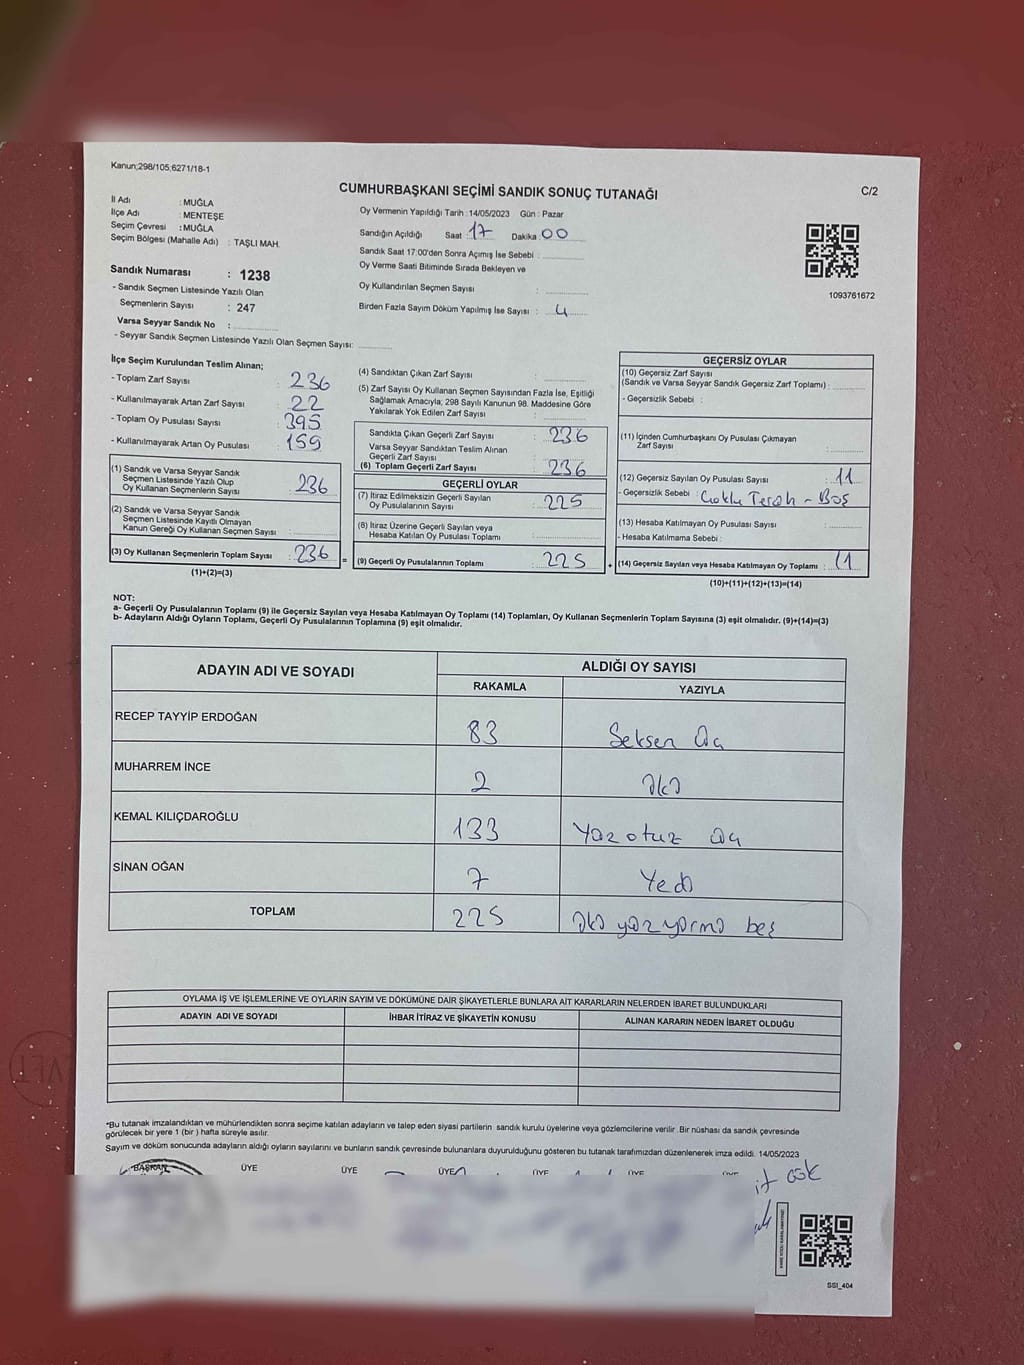 Kanun;298/105;6271/18-1
C/2
CUMHURBAŞKANI SEÇİMİ SANDIK SONUÇ TUTANAĞI
İl Adı : MUĞLA
İlçe Adı : MENTEŞE
Seçim Çevresi : MUĞLA
Seçim Bölgesi (Mahalle Adı) : TAŞLI MAH.
Sandık Numarası : 1238
- Sandık Seçmen Listesinde Yazılı Olan
Seçmenlerin Sayısı : 247
Varsa Seyyar Sandık No :
- Seyyar Sandık Seçmen Listesinde Yazılı Olan Seçmen Sayısı:
Oy Vermenin Yapıldığı Tarih : 14/05/2023 Gün : Pazar
Sandığın Açıldığı Saat : 17 Dakika : 00
Sandık Saat 17:00'den Sonra Açımış İse Sebebi :
Oy Verme Saati Bitiminde Sırada Bekleyen ve
Oy Kullandırılan Seçmen Sayısı :
Birden Fazla Sayım Döküm Yapılmış İse Sayısı : 4
1093761672
İlçe Seçim Kurulundan Teslim Alınan;
- Toplam Zarf Sayısı : 236
- Kullanılmayarak Artan Zarf Sayısı : 22
- Toplam Oy Pusulası Sayısı : 395
- Kullanılmayarak Artan Oy Pusulası : 159
(1) Sandık ve Varsa Seyyar Sandık
Seçmen Listesinde Yazılı Olup
Oy Kullanan Seçmenlerin Sayısı : 236
(2) Sandık ve Varsa Seyyar Sandık
Seçmen Listesinde Kayıtlı Olmayan
Kanun Gereği Oy Kullanan Seçmen Sayısı :
(3) Oy Kullanan Seçmenlerin Toplam Sayısı : 236 =
(1)+(2)=(3)
(4) Sandıktan Çıkan Zarf Sayısı :
(5) Zarf Sayısı Oy Kullanan Seçmen Sayısından Fazla İse, Eşitliği
Sağlamak Amacıyla; 298 Sayılı Kanunun 98. Maddesine Göre
Yakılarak Yok Edilen Zarf Sayısı :
Sandıkta Çıkan Geçerli Zarf Sayısı : 236
Varsa Seyyar Sandıktan Teslim Alınan
Geçerli Zarf Sayısı :
(6) Toplam Geçerli Zarf Sayısı : 236
GEÇERLİ OYLAR
(7) İtiraz Edilmeksizin Geçerli Sayılan
Oy Pusulalarının Sayısı : 225
(8) İtiraz Üzerine Geçerli Sayılan veya
Hesaba Katılan Oy Pusulası Toplamı :
(9) Geçerli Oy Pusulalarının Toplamı : 225 +
GEÇERSİZ OYLAR
(10) Geçersiz Zarf Sayısı
(Sandık ve Varsa Seyyar Sandık Geçersiz Zarf Toplamı) :
- Geçersizlik Sebebi :
(11) İçinden Cumhurbaşkanı Oy Pusulası Çıkmayan
Zarf Sayısı :
(12) Geçersiz Sayılan Oy Pusulası Sayısı : 11
- Geçersizlik Sebebi : Çoklu Tercih - Boş
(13) Hesaba Katılmayan Oy Pusulası Sayısı :
- Hesaba Katılmama Sebebi :
(14) Geçersiz Sayılan veya Hesaba Katılmayan Oy Toplamı : 11
(10)+(11)+(12)+(13)=(14)
NOT:
a- Geçerli Oy Pusulalarının Toplamı (9) ile Geçersiz Sayılan veya Hesaba Katılmayan Oy Toplamı (14) Toplamları, Oy Kullanan Seçmenlerin Toplam Sayısına (3) eşit olmalıdır. (9)+(14)=(3)
b- Adayların Aldığı Oyların Toplamı, Geçerli Oy Pusulalarının Toplamına (9) eşit olmalıdır.
ADAYIN ADI VE SOYADI ALDIĞI OY SAYISI
RAKAMLA YAZIYLA
RECEP TAYYİP ERDOĞAN 83 Seksen üç
MUHARREM İNCE 2 İki
KEMAL KILIÇDAROĞLU 133 Yüz otuz üç
SİNAN OĞAN 7 Yedi
TOPLAM 225 İki yüz yirmi beş
OYLAMA İŞ VE İŞLEMLERİNE VE OYLARIN SAYIM VE DÖKÜMÜNE DAİR ŞİKAYETLERLE BUNLARA AİT KARARLARIN NELERDEN İBARET BULUNDUKLARI
ADAYIN ADI VE SOYADI İHBAR İTİRAZ VE ŞİKAYETİN KONUSU ALINAN KARARIN NEDEN İBARET OLDUĞU
*Bu tutanak imzalandıktan ve mühürlendikten sonra seçime katılan adayların ve talep eden siyasi partilerin sandık kurulu üyelerine veya gözlemcilerine verilir. Bir nüshası da sandık çevresinde
görülecek bir yere 1 (bir) hafta süreyle asılır.
Sayım ve döküm sonucunda adayların aldığı oyların sayılarını ve bunların sandık çevresinde bulunanlara duyurulduğunu gösteren bu tutanak tarafımızdan düzenlenerek imza edildi. 14/05/2023
BAŞKAN ÜYE ÜYE ÜYE ÜYE ÜYE
SSI_404